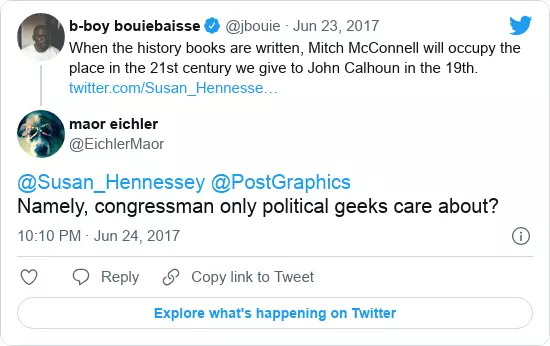 b-boy bouiebaisse @jbouie · Jun 23, 2017
When the history books are written, Mitch McConnell will occupy the
place in the 21st century we give to John Calhoun in the 19th.
twitter.com/Susan_Hennesse…
maor eichler
@EichlerMaor
@Susan_Hennessey @PostGraphics
Namely, congressman only political geeks care about?
10:10 PM · Jun 24, 2017
Reply
Copy link to Tweet
Explore what's happening on Twitter